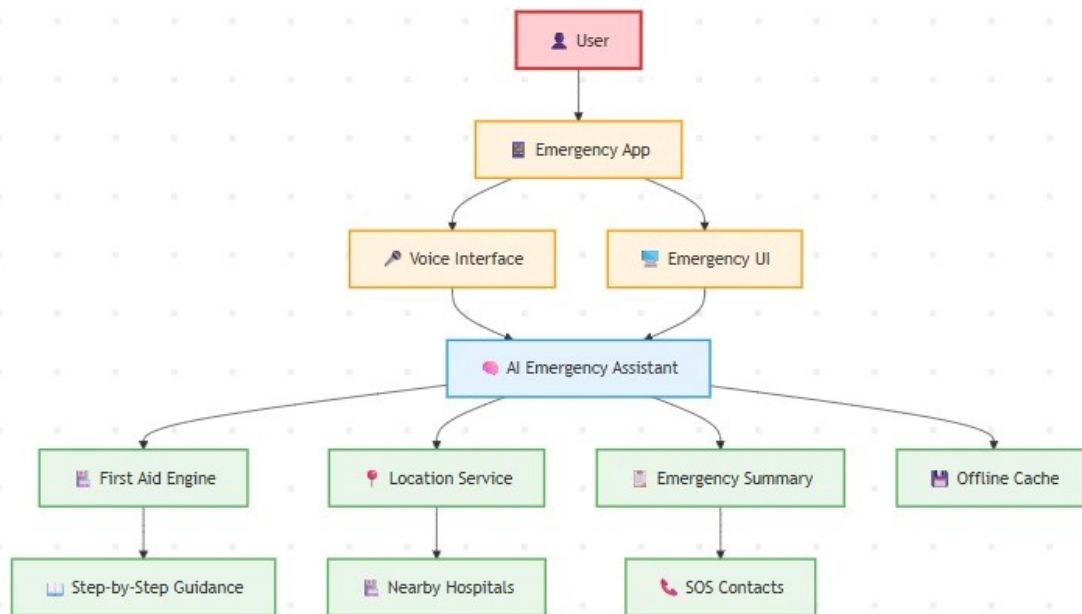 User
Emergency App
Voice Interface
Emergency UI
AI Emergency Assistant
First Aid Engine
Location Service
Emergency Summary
Offline Cache
Step-by-Step Guidance
Nearby Hospitals
SOS Contacts